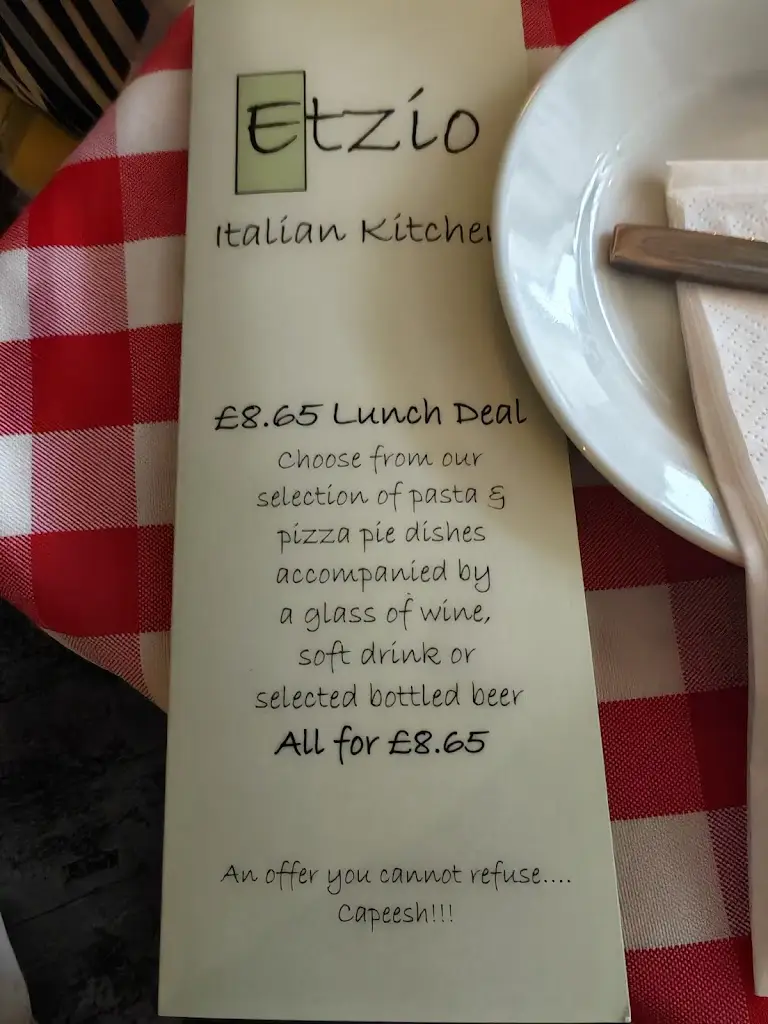 Etzio
Italian Kitchen
£8.65 Lunch Deal
Choose from our
selection of pasta &
pizza pie dishes
accompanied by
a glass of wine,
soft drink or
selected bottled beer
All for £8.65
An offer you cannot refuse....
Capeesh!!!